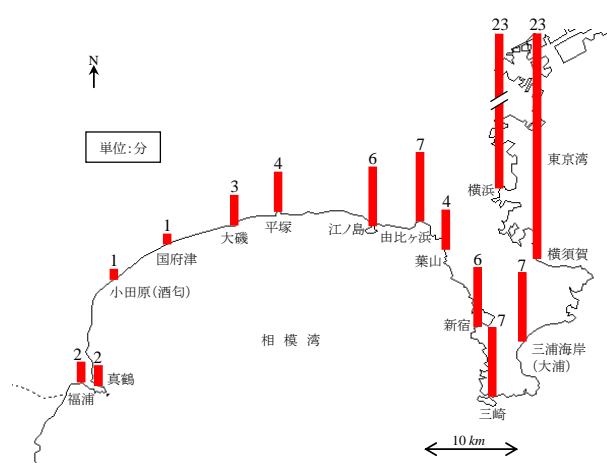 23
23
N
単位：分
東京湾
横浜
7
6
4
4
3
1
1
江ノ島
由比ヶ浜
平塚
大磯
国府津
小田原（酒匂）
葉山
横須賀
6
7
7
新宿
相 模 湾
三浦海岸
（大浦）
2
2
真鶴
福浦
三崎
10 km